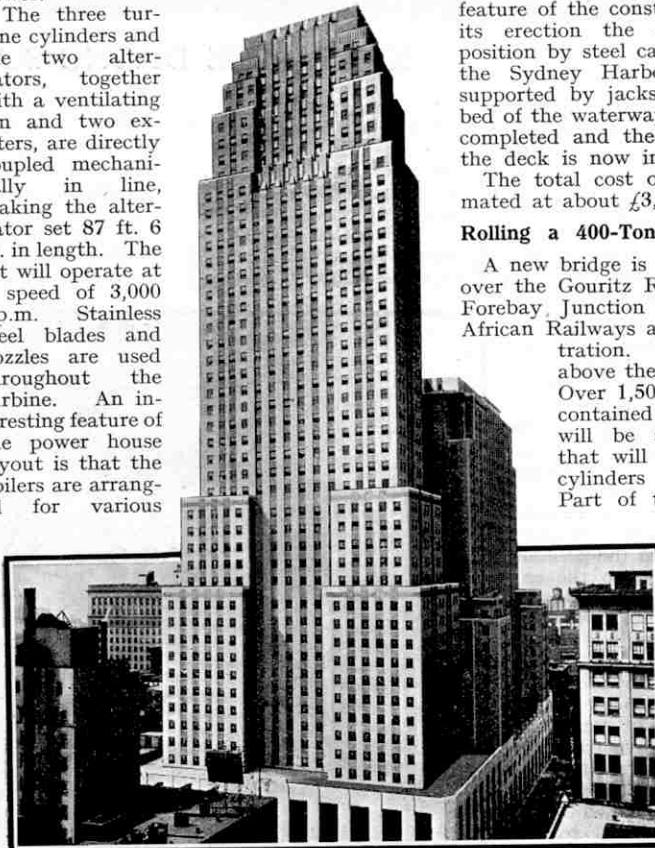 The three tur-
ne cylinders and
e two alter-
ators, together
ith a ventilating
n and two ex-
ters, are directly
oupled mechani-
ally in line,
aking the alter-
ator set 87 ft. 6
. in length. The
t will operate at
speed of 3,000
p.m. Stainless
eel blades and
ozzles are used
roughout the
urbine. An in-
resting feature of
e power house
yout is that the
oilers are arrang-
d for various
feature of the const
its erection the
position by steel ca
the Sydney Harb
supported by jacks
bed of the waterway
completed and the
the deck is now in
The total cost o
mated at about £3,
Rolling a 400-Ton
A new bridge is
over the Gouritz R
Forebay Junction
African Railways a
tration.
above the
Over 1,50
contained
will be
that will
cylinders
Part of t